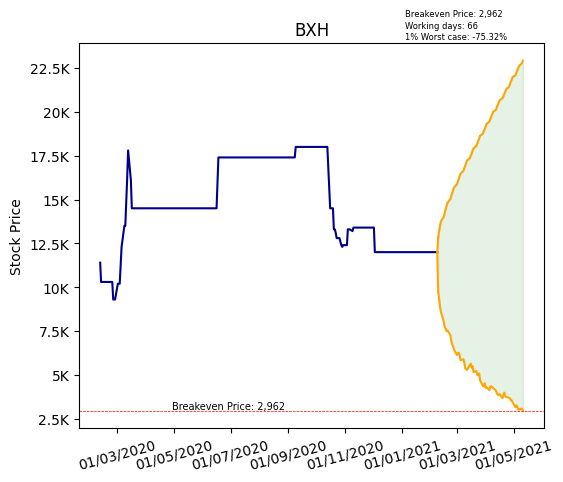 Breakeven Price: 2,962
Working days: 66
1% Worst case: -75.32%
BXH
Stock Price
22.5K
20K
17.5K
15K
12.5K
10K
7.5K
5K
2.5K
Breakeven Price: 2,962
01/03/2020 01/05/2020 01/07/2020 01/09/2020 01/11/2020 01/01/2021 01/03/2021 01/05/2021